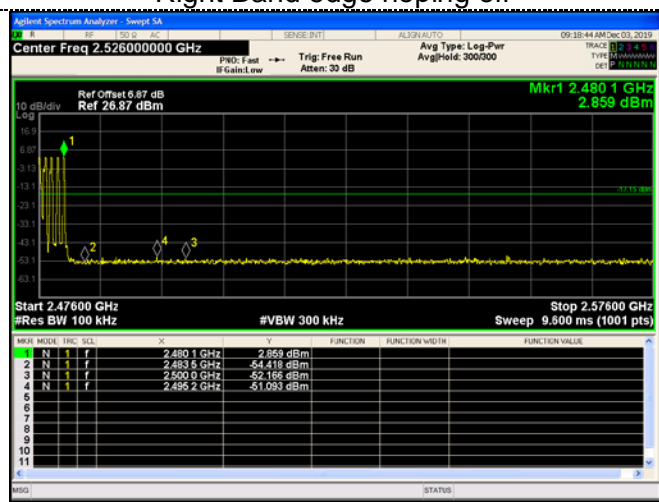 Agilent Spectrum Analyzer - Swept SA
R RF 50 Ω AC SENSE:INT ALIGN AUTO 09:18:44 AM Dec 03, 2019
Center Freq 2.526000000 GHz
PNO: Fast
IFGain:Low
Trig: Free Run
Atten: 30 dB
Avg Type: Log-Pwr
Avg|Hold: 300/300
TRACE 1 2 3 4 5 6
TYPE M
DET P N N N N N
Mkr1 2.480 1 GHz
2.859 dBm
Ref Offset 6.87 dB
10 dB/div Ref 26.87 dBm
Log
16.9
6.87
-3.13
-13.1
-17.15 dBm
-23.1
-33.1
-43.1
-53.1
-63.1
1
2
4
3
Start 2.47600 GHz Stop 2.57600 GHz
#Res BW 100 kHz #VBW 300 kHz Sweep 9.600 ms (1001 pts)
MKR MODE TRC SCL X Y FUNCTION FUNCTION WIDTH FUNCTION VALUE
1 N 1 f 2.480 1 GHz 2.859 dBm
2 N 1 f 2.483 5 GHz -54.418 dBm
3 N 1 f 2.500 0 GHz -52.166 dBm
4 N 1 f 2.495 2 GHz -51.093 dBm
5
6
7
8
9
10
11
MSG STATUS